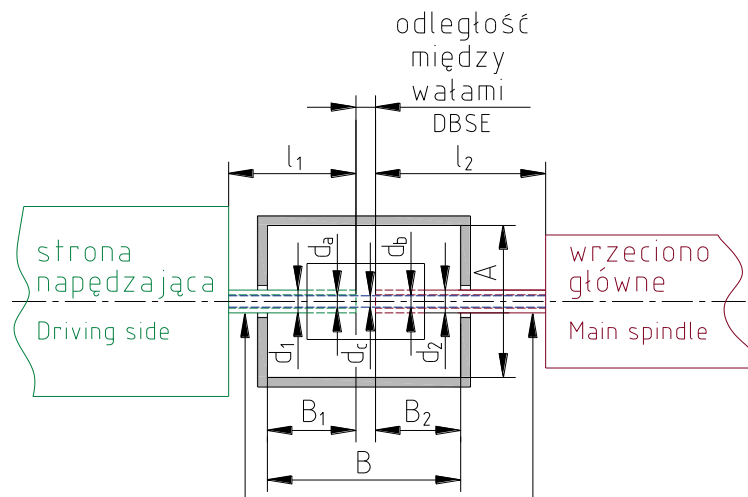 odległość
między
wałami
DBSE
l1
l2
strona
napędzająca
Driving side
da
db
A
wrzeciono
główne
Main spindle
d1
dc
d2
B1
B2
B